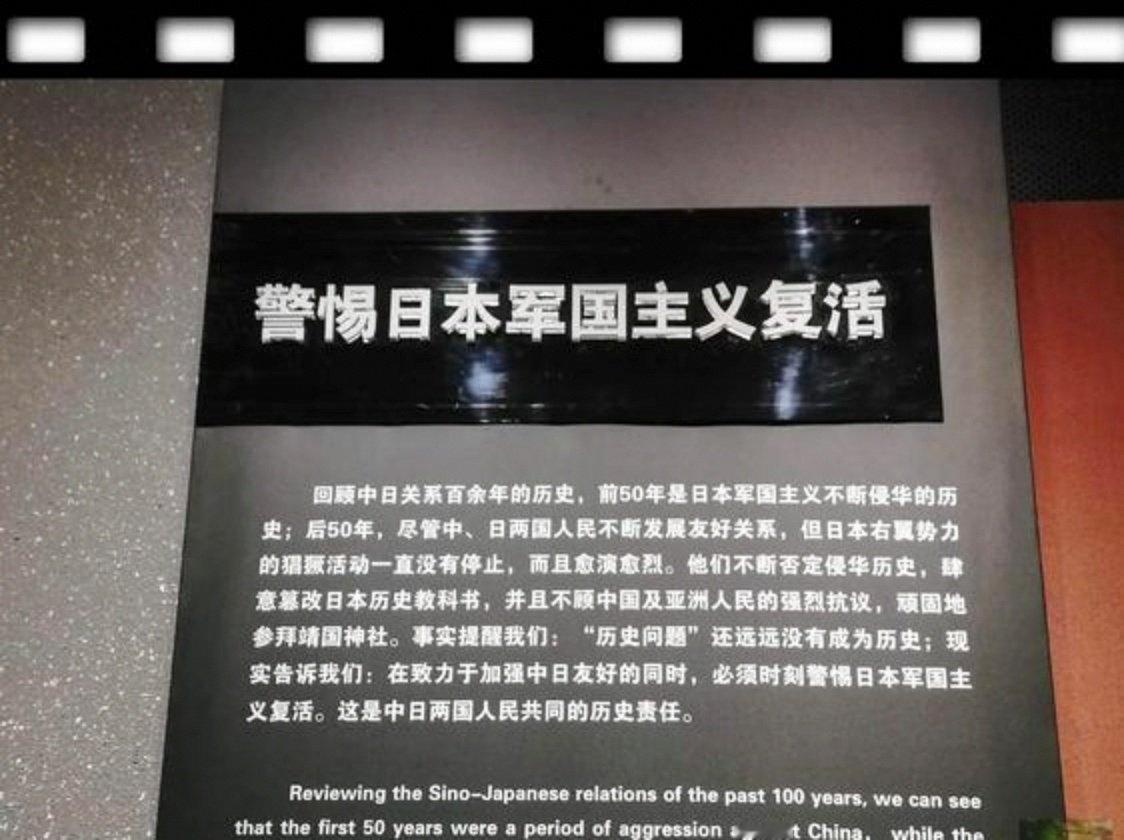 警惕日本军国主义复活
回顾中日关系百余年的历史，前50年是日本军国主义不断侵华的历
史；后50年，尽管中、日两国人民不断发展友好关系，但日本右翼势力
的猖獗活动一直没有停止，而且愈演愈烈。他们不断否定侵华历史，肆
意篡改日本历史教科书，并且不顾中国及亚洲人民的强烈抗议，顽固地
参拜靖国神社。事实提醒我们：“历史问题”还远远没有成为历史；现
实告诉我们：在致力于加强中日友好的同时，必须时刻警惕日本军国主
义复活。这是中日两国人民共同的历史责任。
Reviewing the Sino-Japanese relations of the past 100 years, we can see
that the first 50 years were a period of aggression China, while the